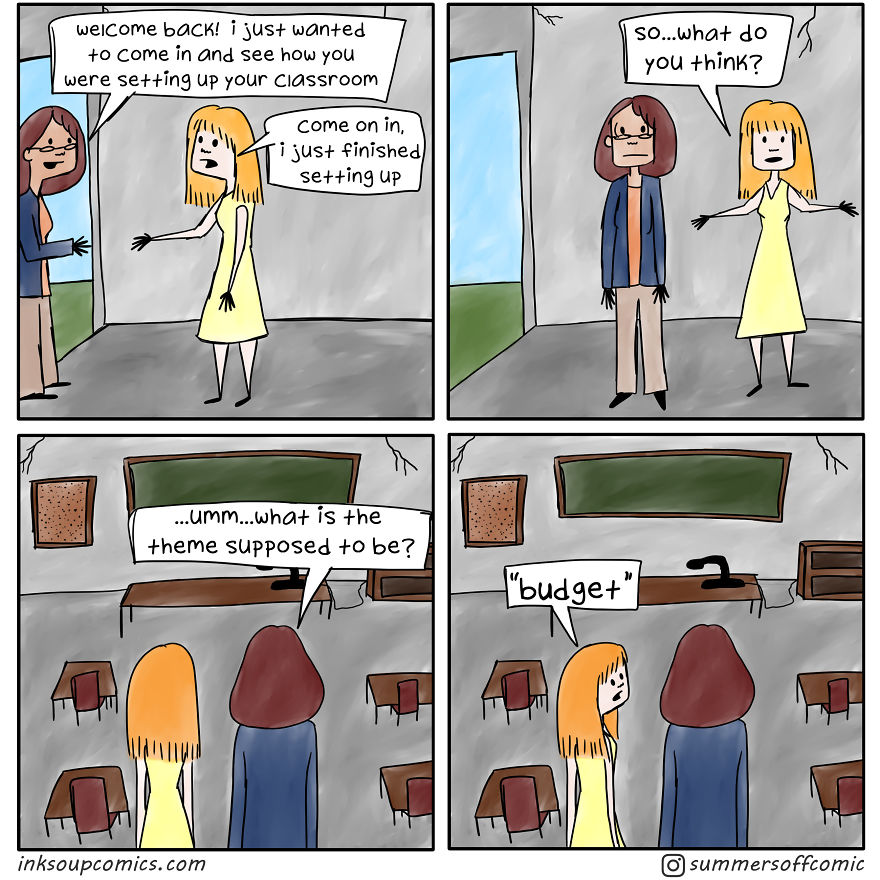 welcome back! i just wanted
to come in and see how you
were setting up your classroom
come on in,
i just finished
setting up
so...what do
you think?
...umm...what is the
theme supposed to be?
"budget"
inksoupcomics.com
summersoffcomic